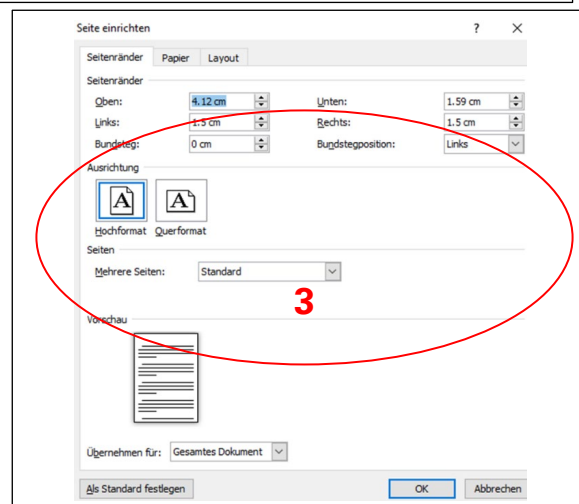 Seite einrichten ? ×
Seitenränder Papier Layout
Seitenränder
Oben: 4.12 cm Unten: 1.59 cm
Links: 1.5 cm Rechts: 1.5 cm
Bundsteg: 0 cm Bundstegposition: Links
Ausrichtung
A A
Hochformat Querformat
Seiten
Mehrere Seiten: Standard
3
Vorschau
Übernehmen für: Gesamtes Dokument
Als Standard festlegen OK Abbrechen